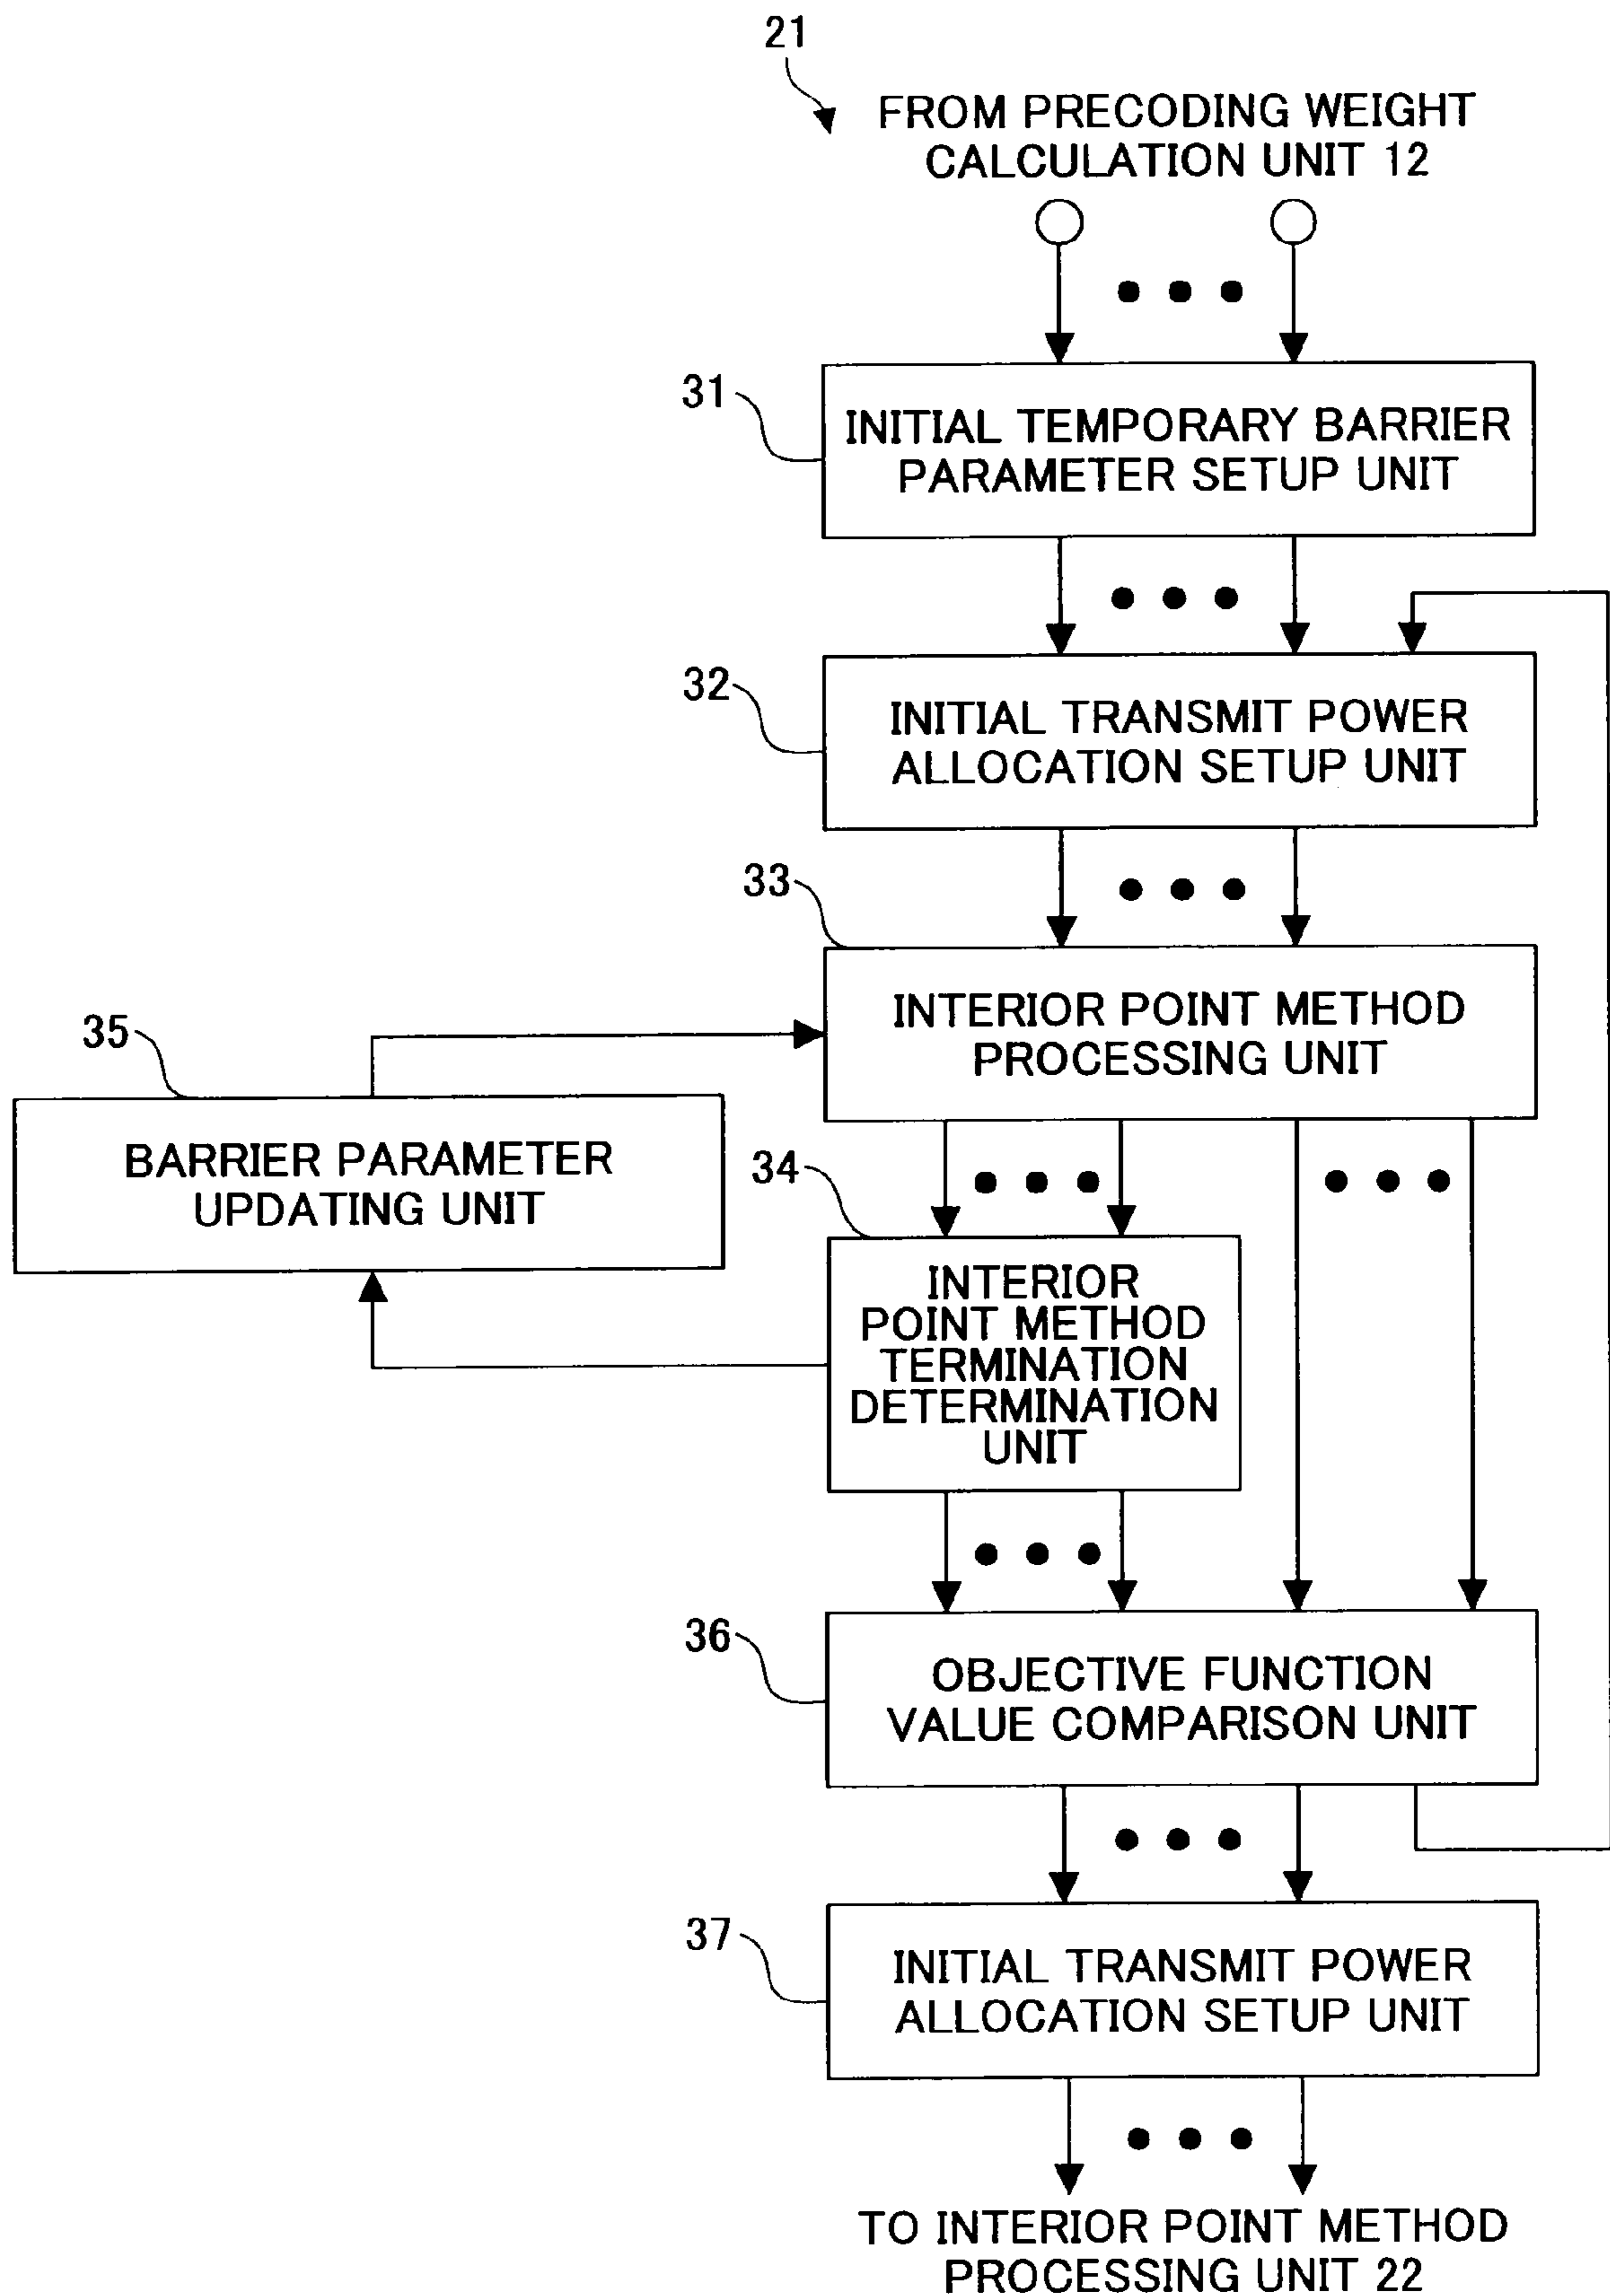 21
FROM PRECODING WEIGHT
CALCULATION UNIT 12
31
INITIAL TEMPORARY BARRIER
PARAMETER SETUP UNIT
32
INITIAL TRANSMIT POWER
ALLOCATION SETUP UNIT
33
INTERIOR POINT METHOD
PROCESSING UNIT
35
BARRIER PARAMETER
UPDATING UNIT
34
INTERIOR
POINT METHOD
TERMINATION
DETERMINATION
UNIT
36
OBJECTIVE FUNCTION
VALUE COMPARISON UNIT
37
INITIAL TRANSMIT POWER
ALLOCATION SETUP UNIT
TO INTERIOR POINT METHOD
PROCESSING UNIT 22